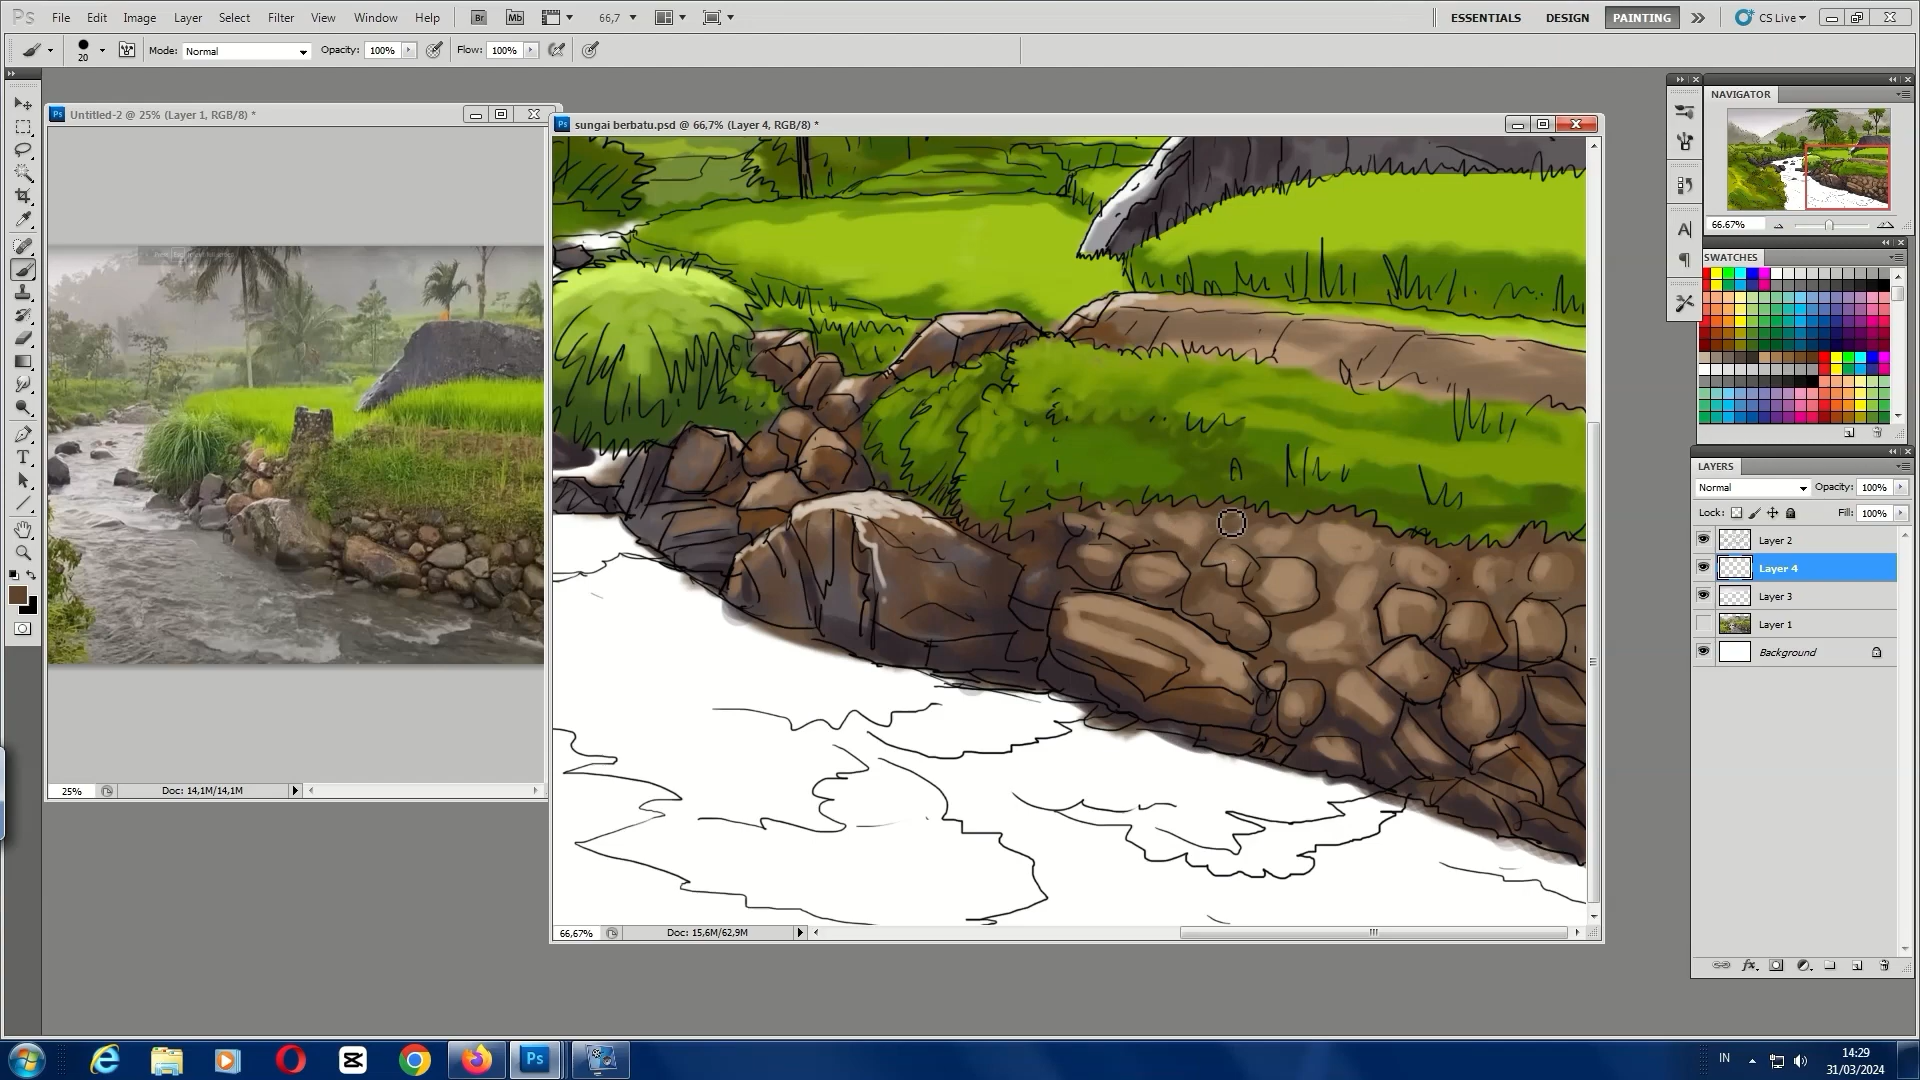 Ps File Edit Image Layer Select Filter View Window Help Br Mb 66,7 ESSENTIALS DESIGN PAINTING CS Live
20 Mode: Normal Opacity: 100% Flow: 100%
Ps Untitled-2 @ 25% (Layer 1, RGB/8) *
Ps sungai berbatu.psd @ 66,7% (Layer 4, RGB/8) *
NAVIGATOR
66.67%
SWATCHES
LAYERS
Normal Opacity: 100%
Lock: Fill: 100%
Layer 2
Layer 4
Layer 3
Layer 1
Background
25% Doc: 14,1M/14,1M
66,67% Doc: 15,6M/62,9M
Ps
IN
14:29
31/03/2024